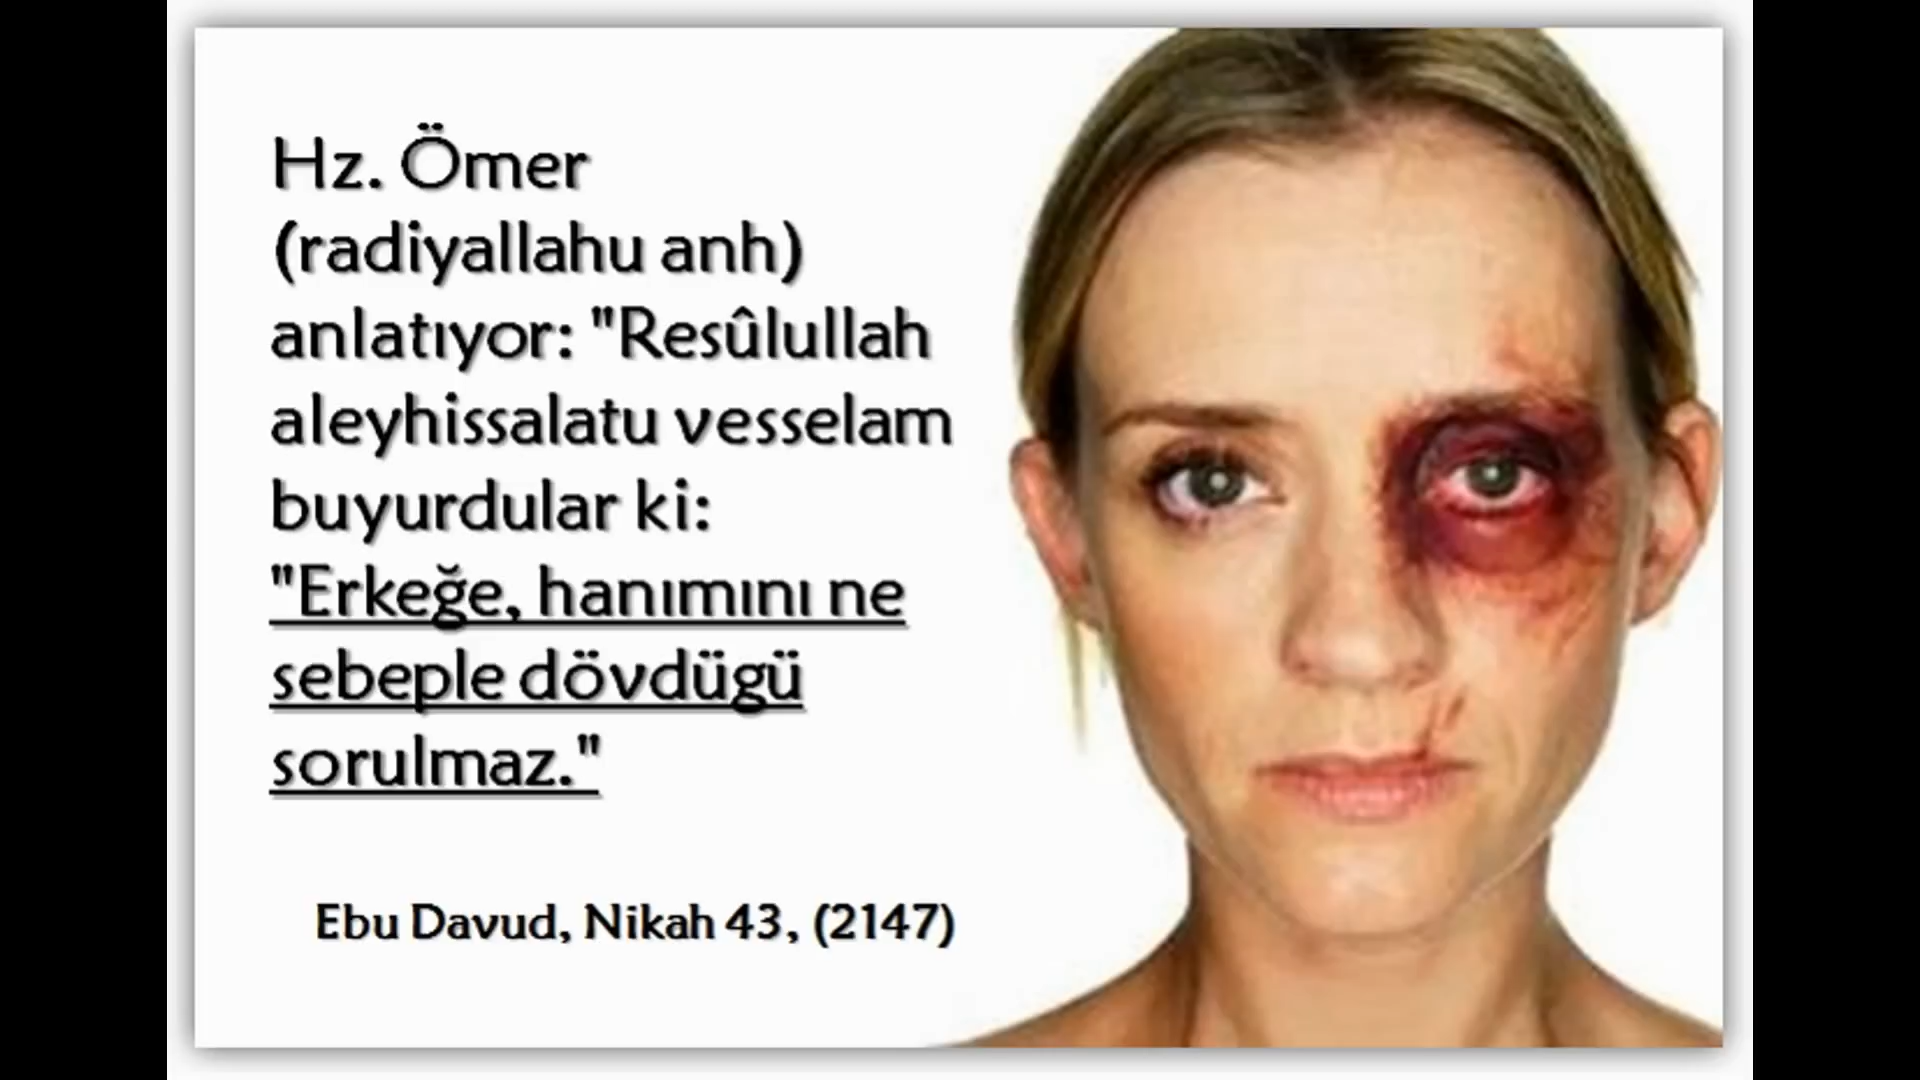 Hz. Ömer
(radiyallahu anh)
anlatıyor: "Resûlullah
aleyhissalatu vesselam
buyurdular ki:
"Erkeğe, hanımını ne
sebeple dövdügü
sorulmaz."
Ebu Davud, Nikah 43, (2147)